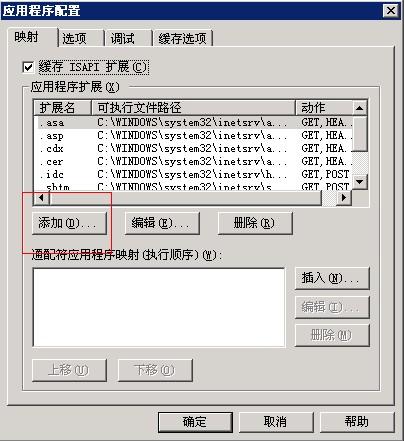 应用程序配置
映射 选项 调试 缓存选项
缓存 ISAPI 扩展(C)
应用程序扩展(X)
扩展名 可执行文件路径 动作
.asa C:\WINDOWS\system32\inetsrv\a... GET,HEA...
.asp C:\WINDOWS\system32\inetsrv\a... GET,HEA...
.cdx C:\WINDOWS\system32\inetsrv\a... GET,HEA...
.cer C:\WINDOWS\system32\inetsrv\a... GET,HEA...
.idc C:\WINDOWS\system32\inetsrv\h... GET,POST
.shtm C:\WINDOWS\system32\inetsrv\s... GET,POST
添加(D)... 编辑(E)... 删除(R)
通配符应用程序映射(执行顺序)(W):
插入(N)...
编辑(I)...
删除(M)
上移(U) 下移(O)
确定 取消 帮助